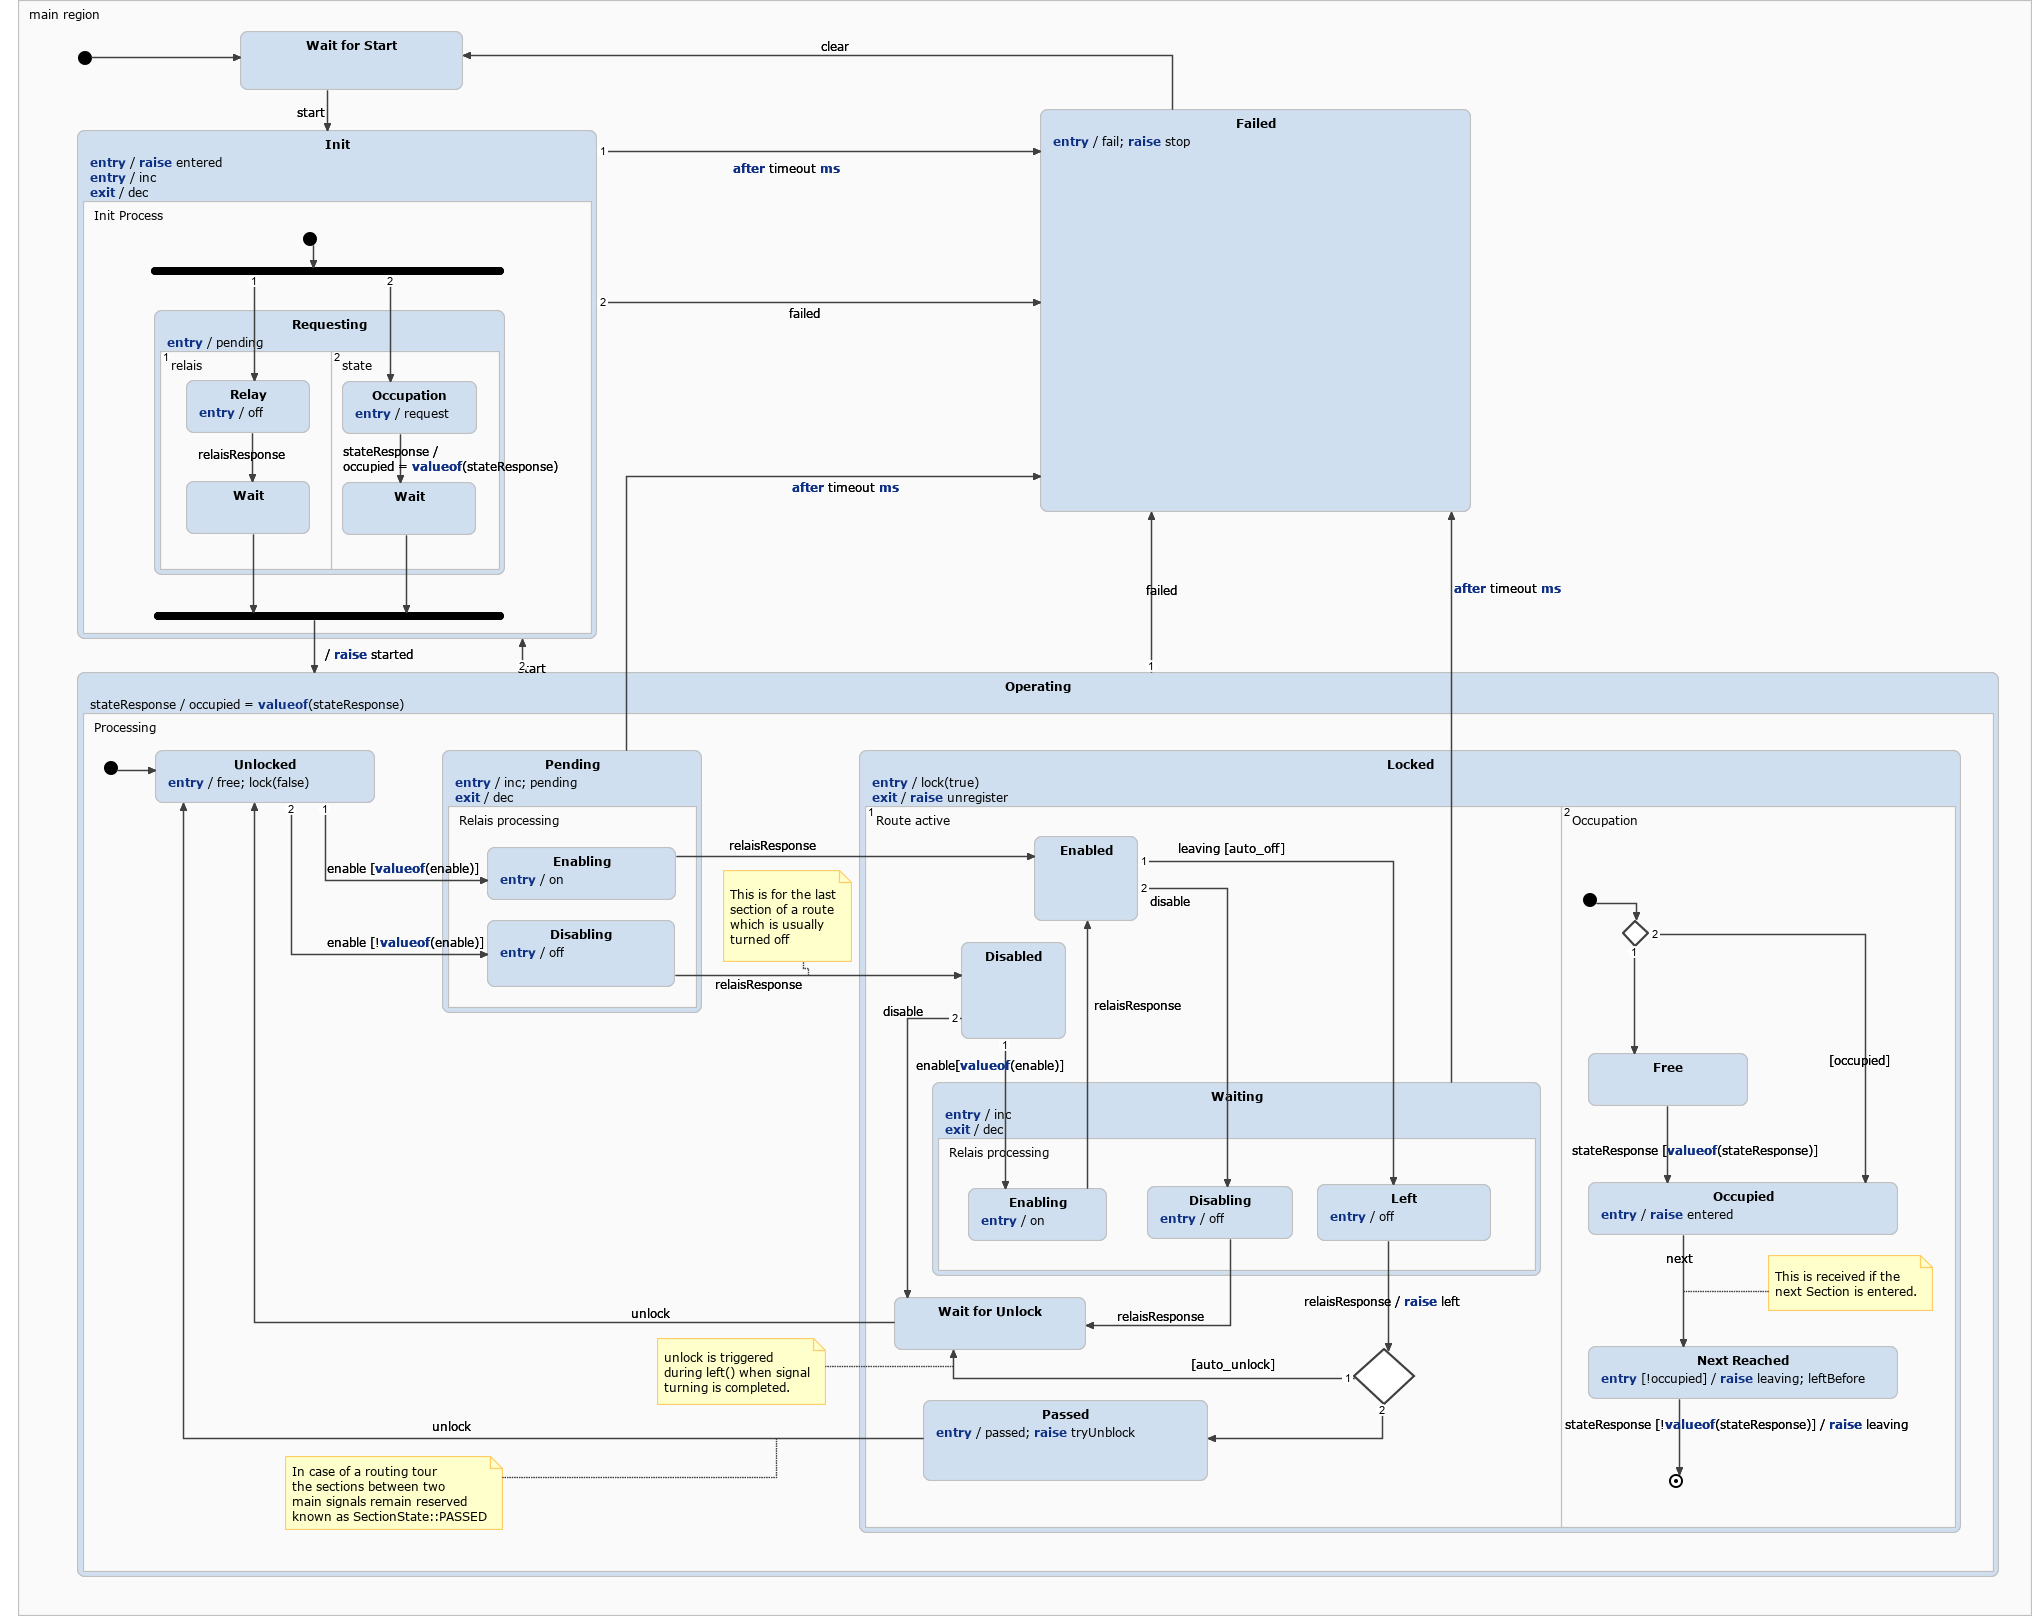 main region
Wait for Start
clear
start
Failed
entry / fail; raise stop
Init
entry / raise entered
entry / inc
exit / dec
1
after timeout ms
Init Process
1
2
2
failed
Requesting
entry / pending
1
relais
2
state
Relay
entry / off
Occupation
entry / request
relaisResponse
stateResponse /
occupied = valueof(stateResponse)
Wait
Wait
after timeout ms
failed
after timeout ms
/ raise started
2
1
Operating
stateResponse / occupied = valueof(stateResponse)
Processing
Unlocked
entry / free; lock(false)
2
1
Pending
entry / inc; pending
exit / dec
Relais processing
enable [valueof(enable)]
Enabling
entry / on
enable [!valueof(enable)]
Disabling
entry / off
relaisResponse
This is for the last
section of a route
which is usually
turned off
relaisResponse
Locked
entry / lock(true)
exit / raise unregister
1
Route active
2
Occupation
Enabled
1
leaving [auto_off]
2
disable
Disabled
relaisResponse
disable
2
1
enable[valueof(enable)]
Waiting
entry / inc
exit / dec
Relais processing
Enabling
entry / on
Disabling
entry / off
Left
entry / off
2
1
Free
[occupied]
stateResponse [valueof(stateResponse)]
Occupied
entry / raise entered
next
This is received if the
next Section is entered.
Wait for Unlock
unlock
relaisResponse
relaisResponse / raise left
unlock is triggered
during left() when signal
turning is completed.
[auto_unlock]
1
2
Next Reached
entry [!occupied] / raise leaving; leftBefore
Passed
entry / passed; raise tryUnblock
unlock
stateResponse [!valueof(stateResponse)] / raise leaving
In case of a routing tour
the sections between two
main signals remain reserved
known as SectionState::PASSED